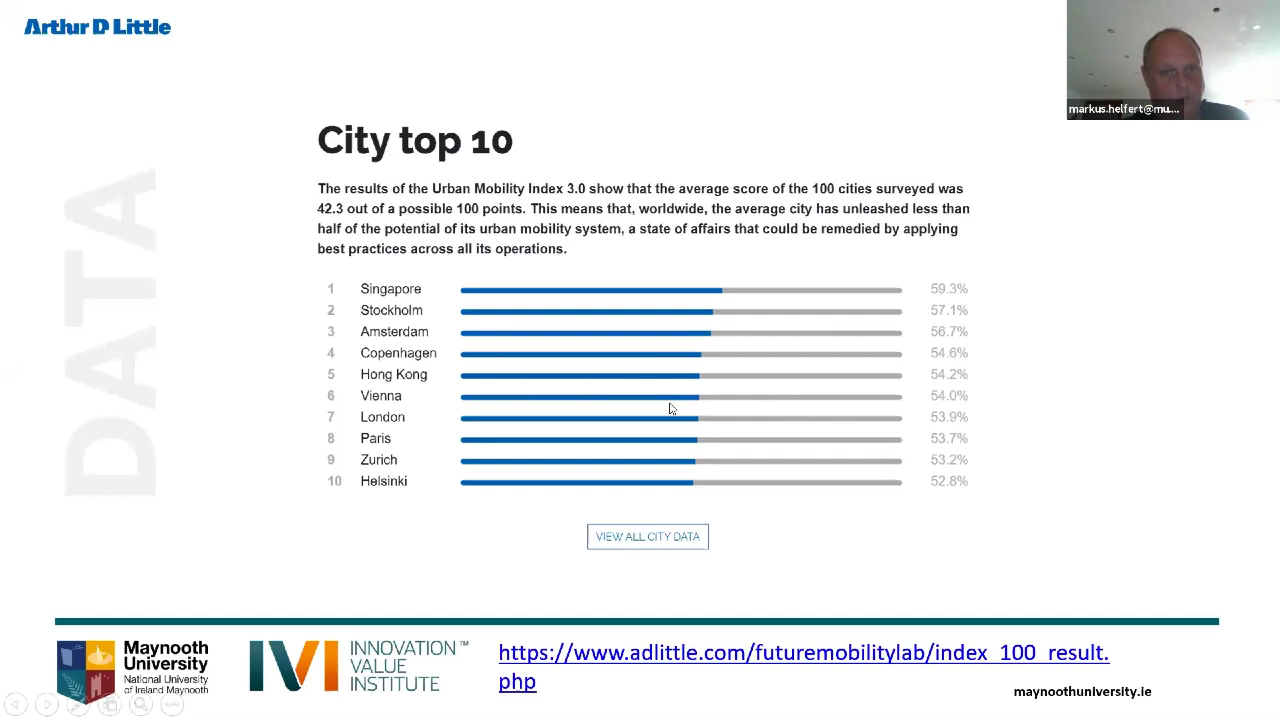 Arthur D Little
markus.helfert@mu...
City top 10
The results of the Urban Mobility Index 3.0 show that the average score of the 100 cities surveyed was
42.3 out of a possible 100 points. This means that, worldwide, the average city has unleashed less than
half of the potential of its urban mobility system, a state of affairs that could be remedied by applying
best practices across all its operations.
DATA
1 Singapore 59.3%
2 Stockholm 57.1%
3 Amsterdam 56.7%
4 Copenhagen 54.6%
5 Hong Kong 54.2%
6 Vienna 54.0%
7 London 53.9%
8 Paris 53.7%
9 Zurich 53.2%
10 Helsinki 52.8%
VIEW ALL CITY DATA
Maynooth
University
National University
of Ireland Maynooth
IVI
INNOVATION™
VALUE
INSTITUTE
https://www.adlittle.com/futuremobilitylab/index_100_result.
php
maynoothuniversity.ie